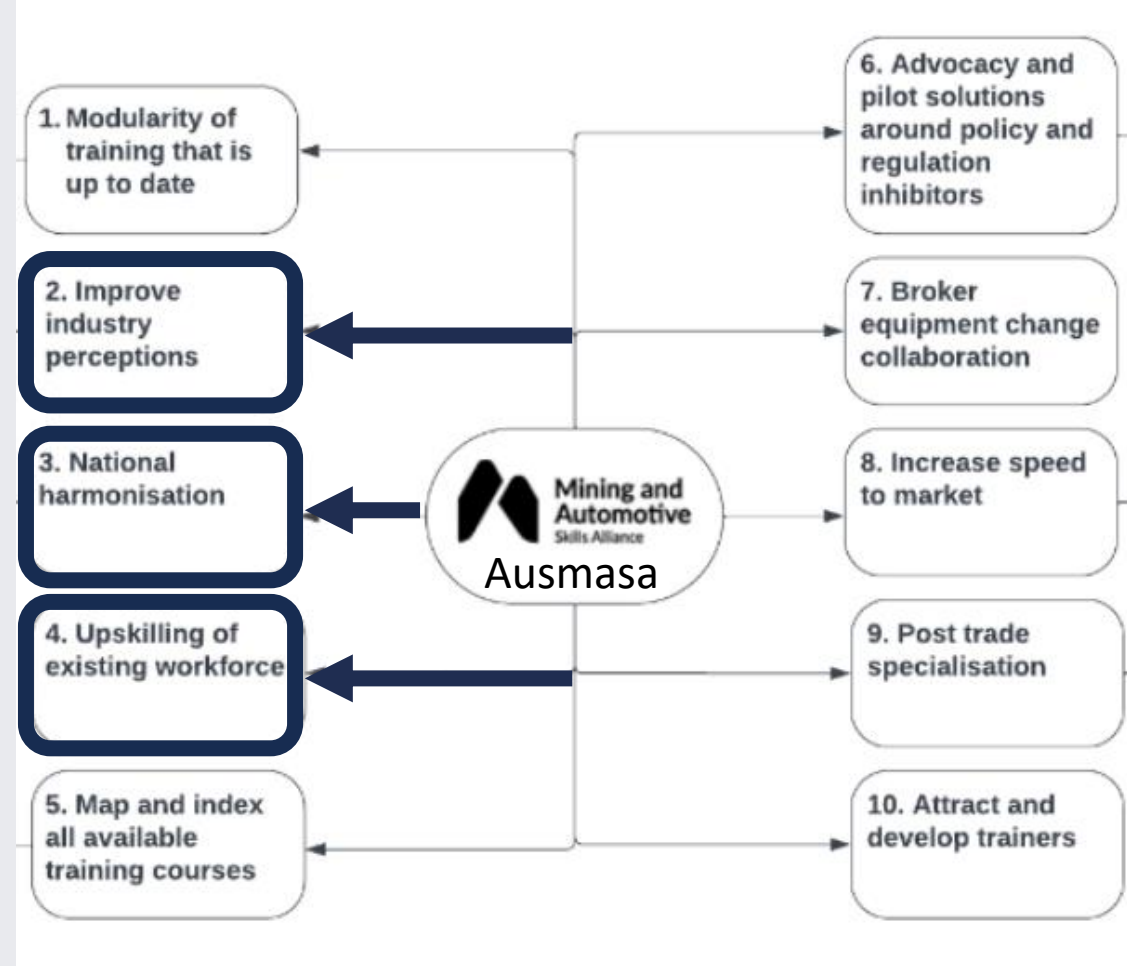 1. Modularity of
training that is
up to date
2. Improve
industry
perceptions
3. National
harmonisation
4. Upskilling of
existing workforce
5. Map and index
all available
training courses
Mining and
Automotive
Skills Alliance
Ausmasa
6. Advocacy and
pilot solutions
around policy and
regulation
inhibitors
7. Broker
equipment change
collaboration
8. Increase speed
to market
9. Post trade
specialisation
10. Attract and
develop trainers